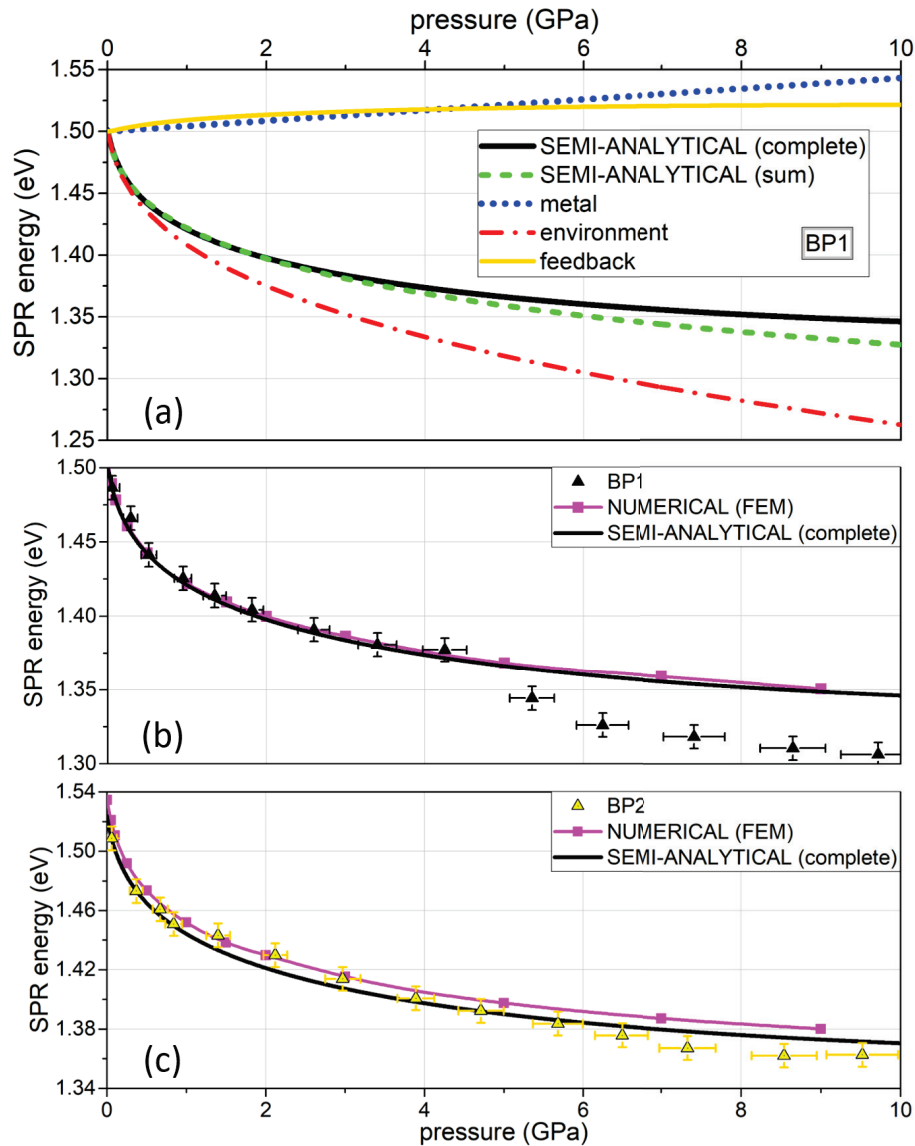 pressure (GPa)
0 2 4 6 8 10
1.55
1.50
1.45
1.40
1.35
1.30
1.25
SPR energy (eV)
SEMI-ANALYTICAL (complete)
SEMI-ANALYTICAL (sum)
metal
environment
feedback
BP1
(a)
1.50
1.45
1.40
1.35
1.30
SPR energy (eV)
BP1
NUMERICAL (FEM)
SEMI-ANALYTICAL (complete)
(b)
1.54
1.50
1.46
1.42
1.38
1.34
SPR energy (eV)
BP2
NUMERICAL (FEM)
SEMI-ANALYTICAL (complete)
(c)
0 2 4 6 8 10
pressure (GPa)